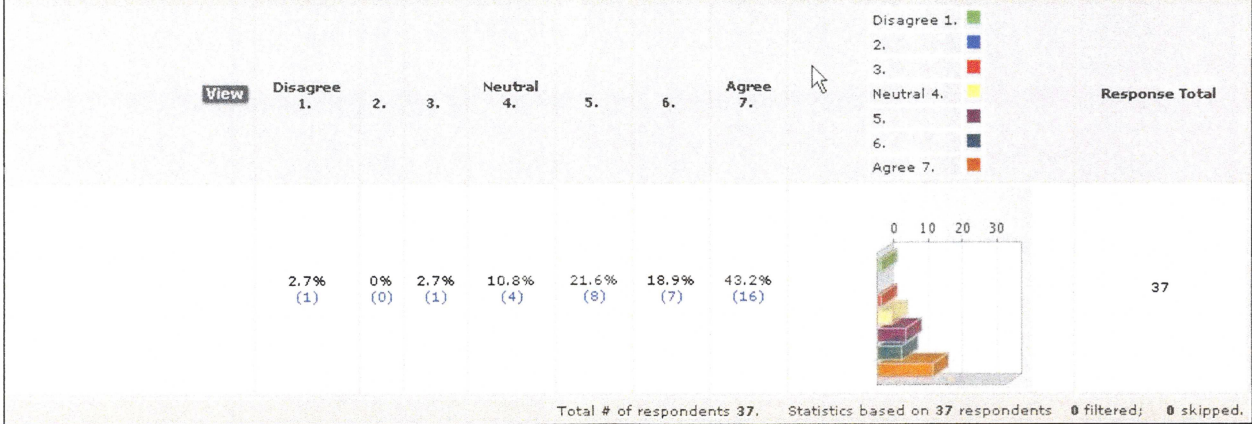 View Disagree 1. 2. 3. Neutral 4. 5. 6. Agree 7.
Disagree 1.
2.
3.
Neutral 4.
5.
6.
Agree 7.
Response Total
2.7% 0% 2.7% 10.8% 21.6% 18.9% 43.2%
(1) (0) (1) (4) (8) (7) (16)
0 10 20 30
37
Total # of respondents 37. Statistics based on 37 respondents 0 filtered; 0 skipped.